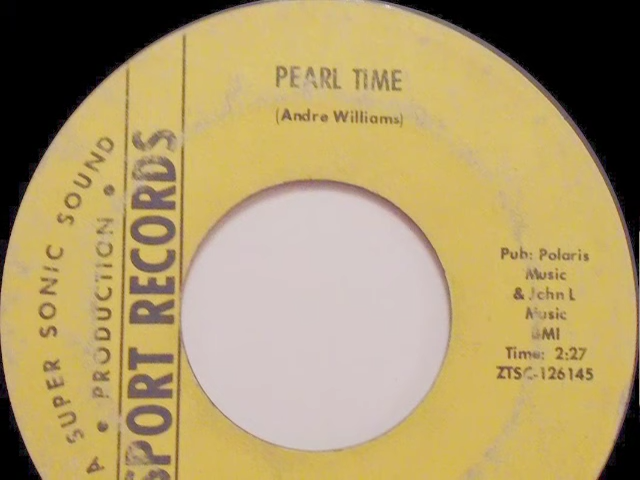 PEARL TIME
(Andre Williams)
SUPER SONIC SOUND
A • PRODUCTION •
SPORT RECORDS
Pub: Polaris
Music
& John L
Music
BMI
Time: 2:27
ZTSC-126145